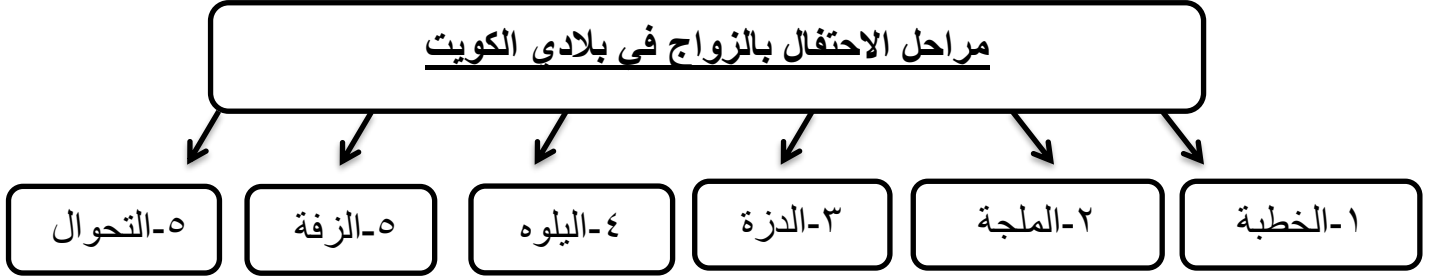 مراحل الاحتفال بالزواج في بلادي الكويت
١-الخطبة
٢-الملجة
٣-الدزة
٤-اليلوه
٥-الزفة
٥-التحوال